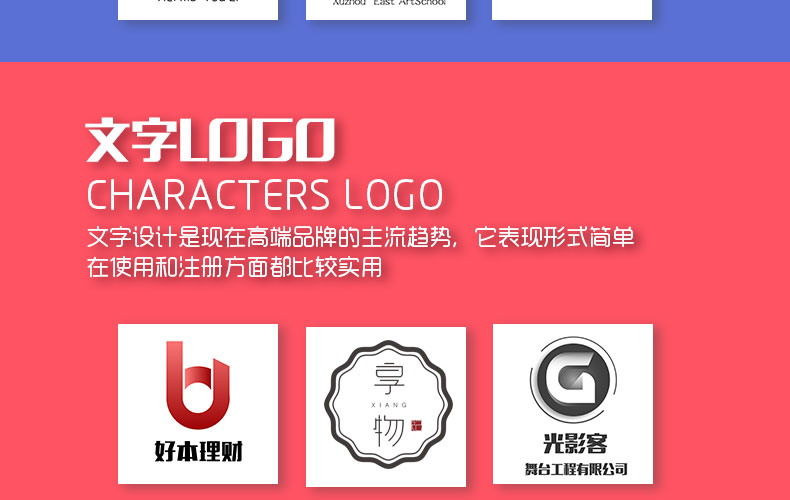 Xuzhou East ArtSchool
文字LOGO
CHARACTERS LOGO
文字设计是现在高端品牌的主流趋势，它表现形式简单
在使用和注册方面都比较实用
享
XIANG
物
G
好本理财
光影客
舞台工程有限公司